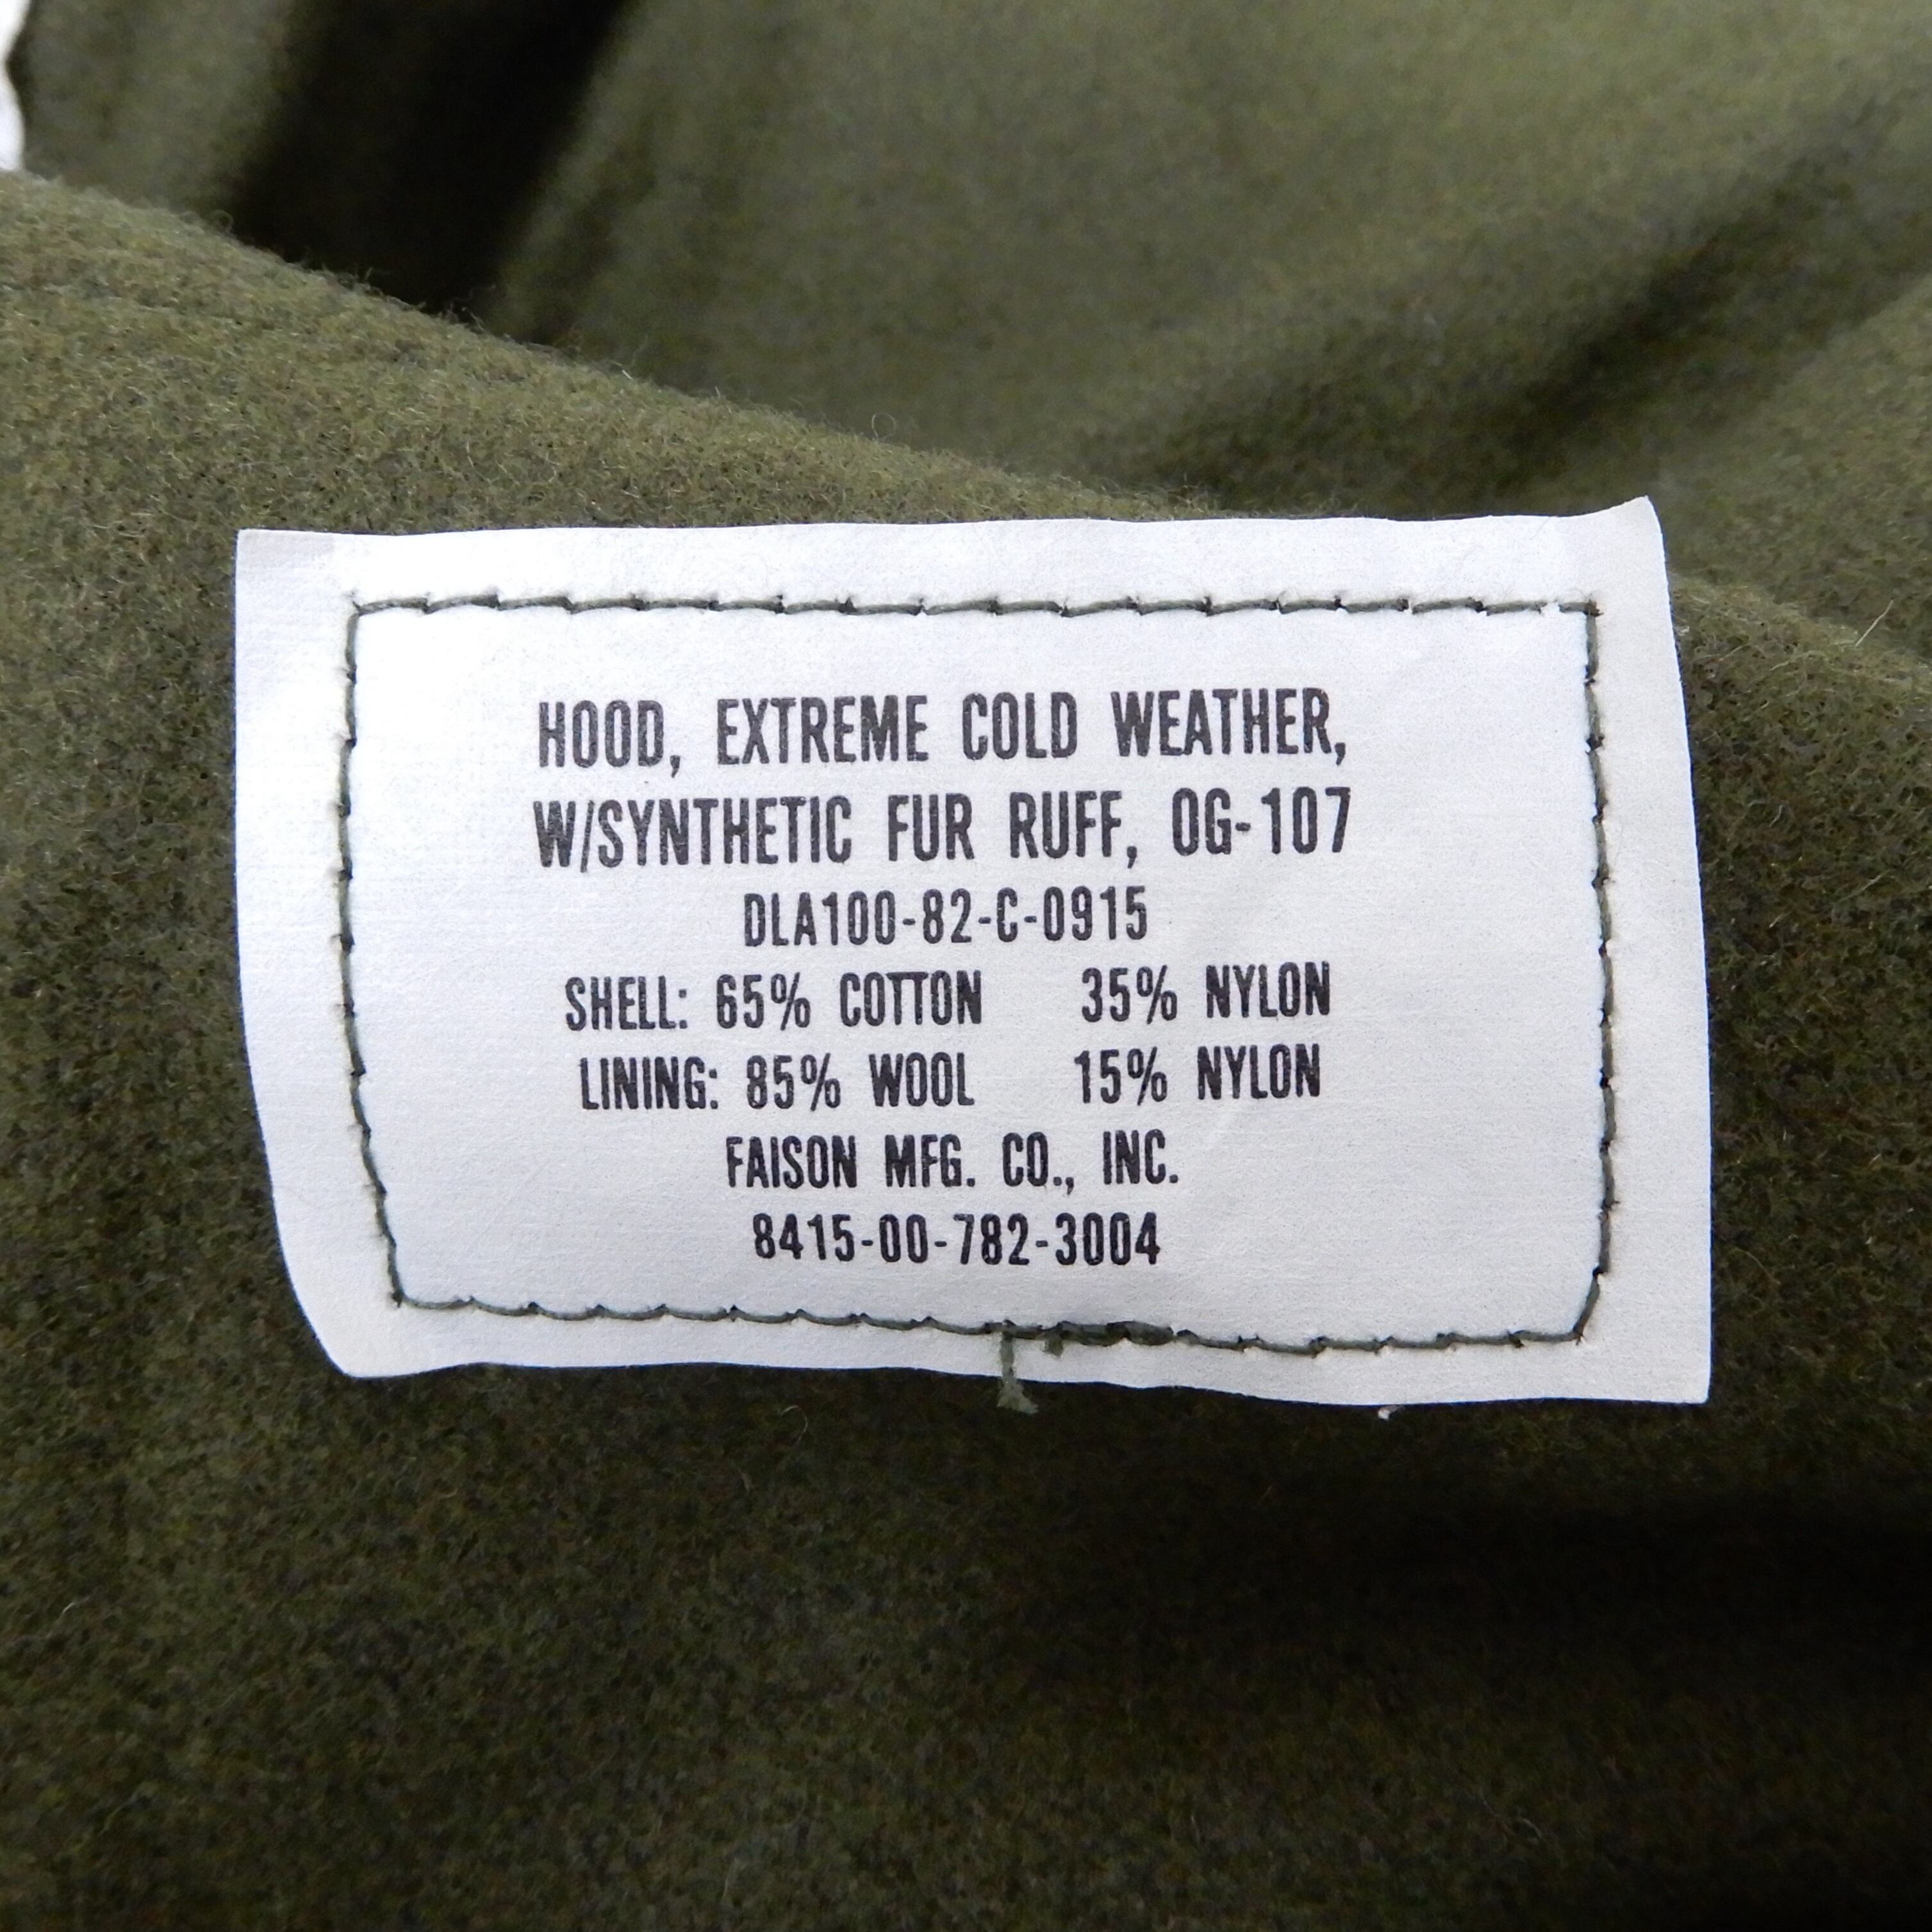 HOOD, EXTREME COLD WEATHER,
W/SYNTHETIC FUR RUFF, OG-107
DLA100-82-C-0915
SHELL: 65% COTTON 35% NYLON
LINING: 85% WOOL 15% NYLON
FAISON MFG. CO., INC.
8415-00-782-3004